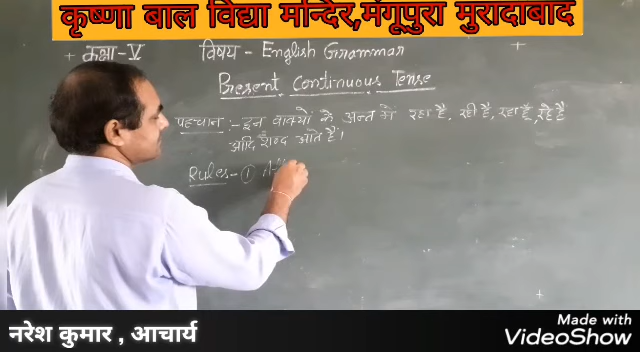 कृष्णा बाल विद्या मन्दिर,मंगूपुरा मुरादाबाद
कक्षा-V विषय - English Grammar
Present Continuous Tense
पहचान :- इन वाक्यों के अन्त में रहा है, रही है, रहा हूँ, रहे हैं
आदि शब्द आते हैं।
Rules - ①
नरेश कुमार , आचार्य
Made with
VideoShow